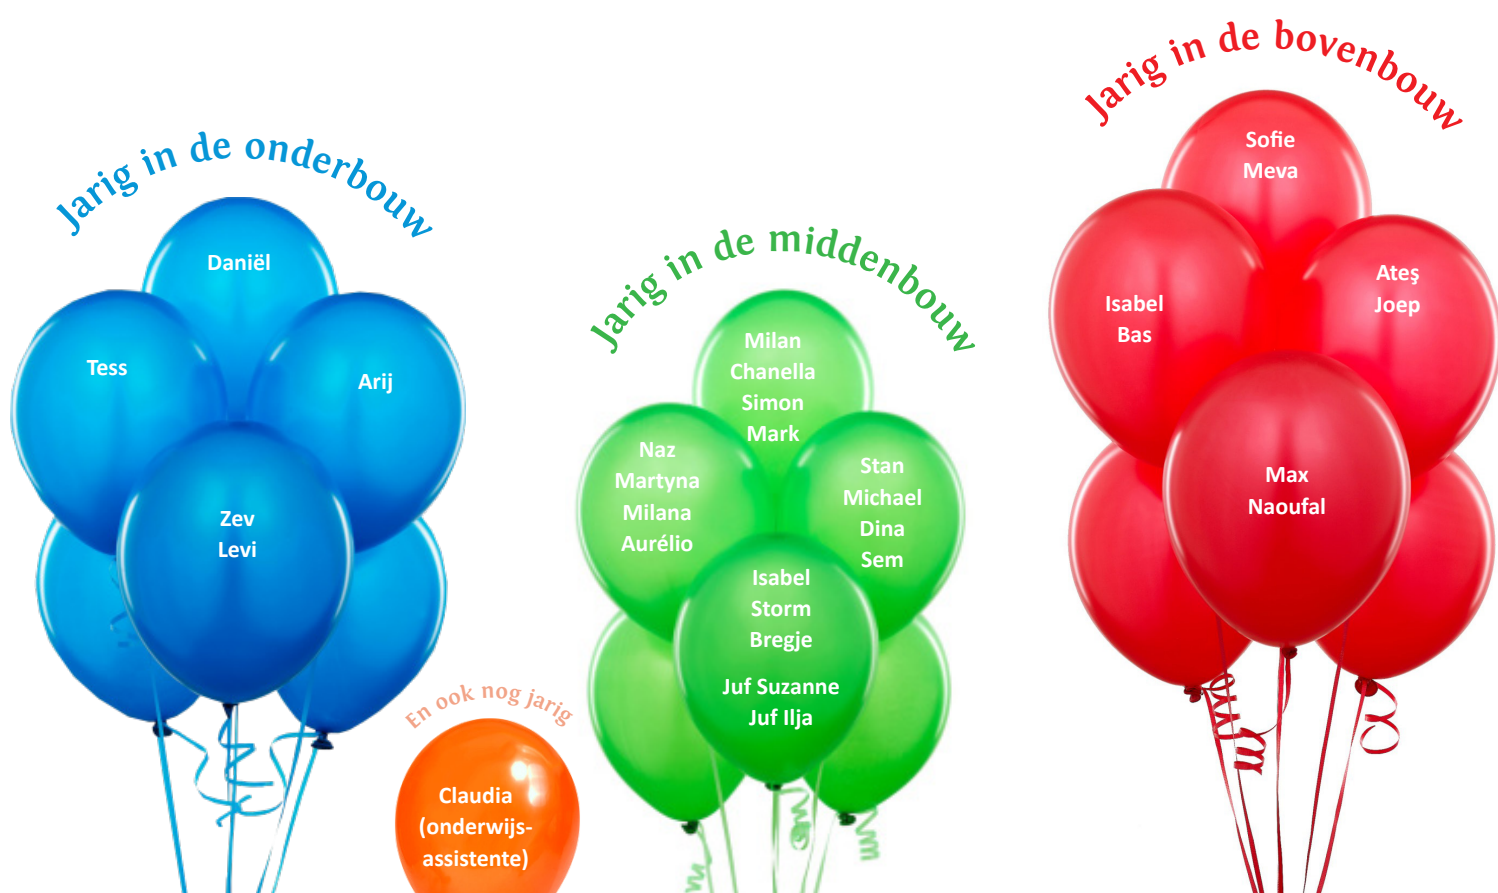 Jarig in de onderbouw
Daniël
Tess
Arij
Zev
Levi
En ook nog jarig
Claudia
(onderwijs-
assistente)
Jarig in de middenbouw
Milan
Chanella
Simon
Mark
Naz
Martyna
Milana
Aurélio
Stan
Michael
Dina
Sem
Isabel
Storm
Bregje
Juf Suzanne
Juf Ilja
Jarig in de bovenbouw
Sofie
Meva
Isabel
Bas
Ateş
Joep
Max
Naoufal